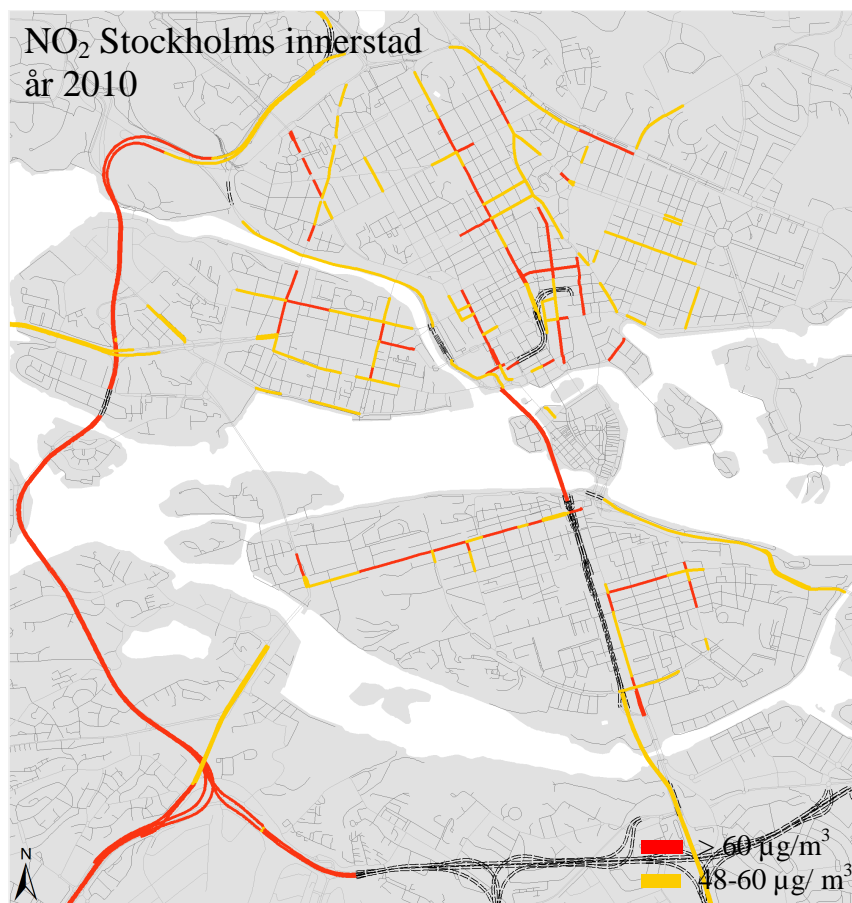 NO₂ Stockholms innerstad
år 2010
N
> 60 µg/m³
48-60 µg/ m³